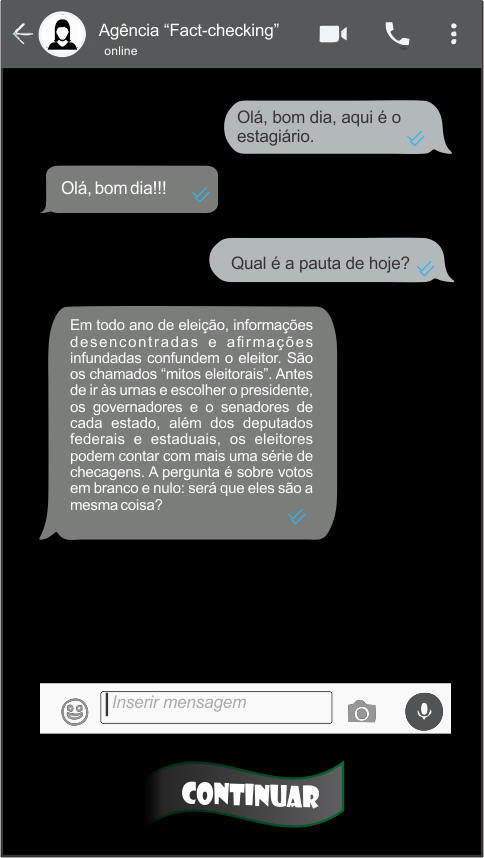 Agência “Fact-checking”
online
Olá, bom dia, aqui é o
estagiário.
Olá, bom dia!!!
Qual é a pauta de hoje?
Em todo ano de eleição, informações
desencontradas e afirmações
infundadas confundem o eleitor. São
os chamados “mitos eleitorais”. Antes
de ir às urnas e escolher o presidente,
os governadores e o senadores de
cada estado, além dos deputados
federais e estaduais, os eleitores
podem contar com mais uma série de
checagens. A pergunta é sobre votos
em branco e nulo: será que eles são a
mesma coisa?
Inserir mensagem
CONTINUAR